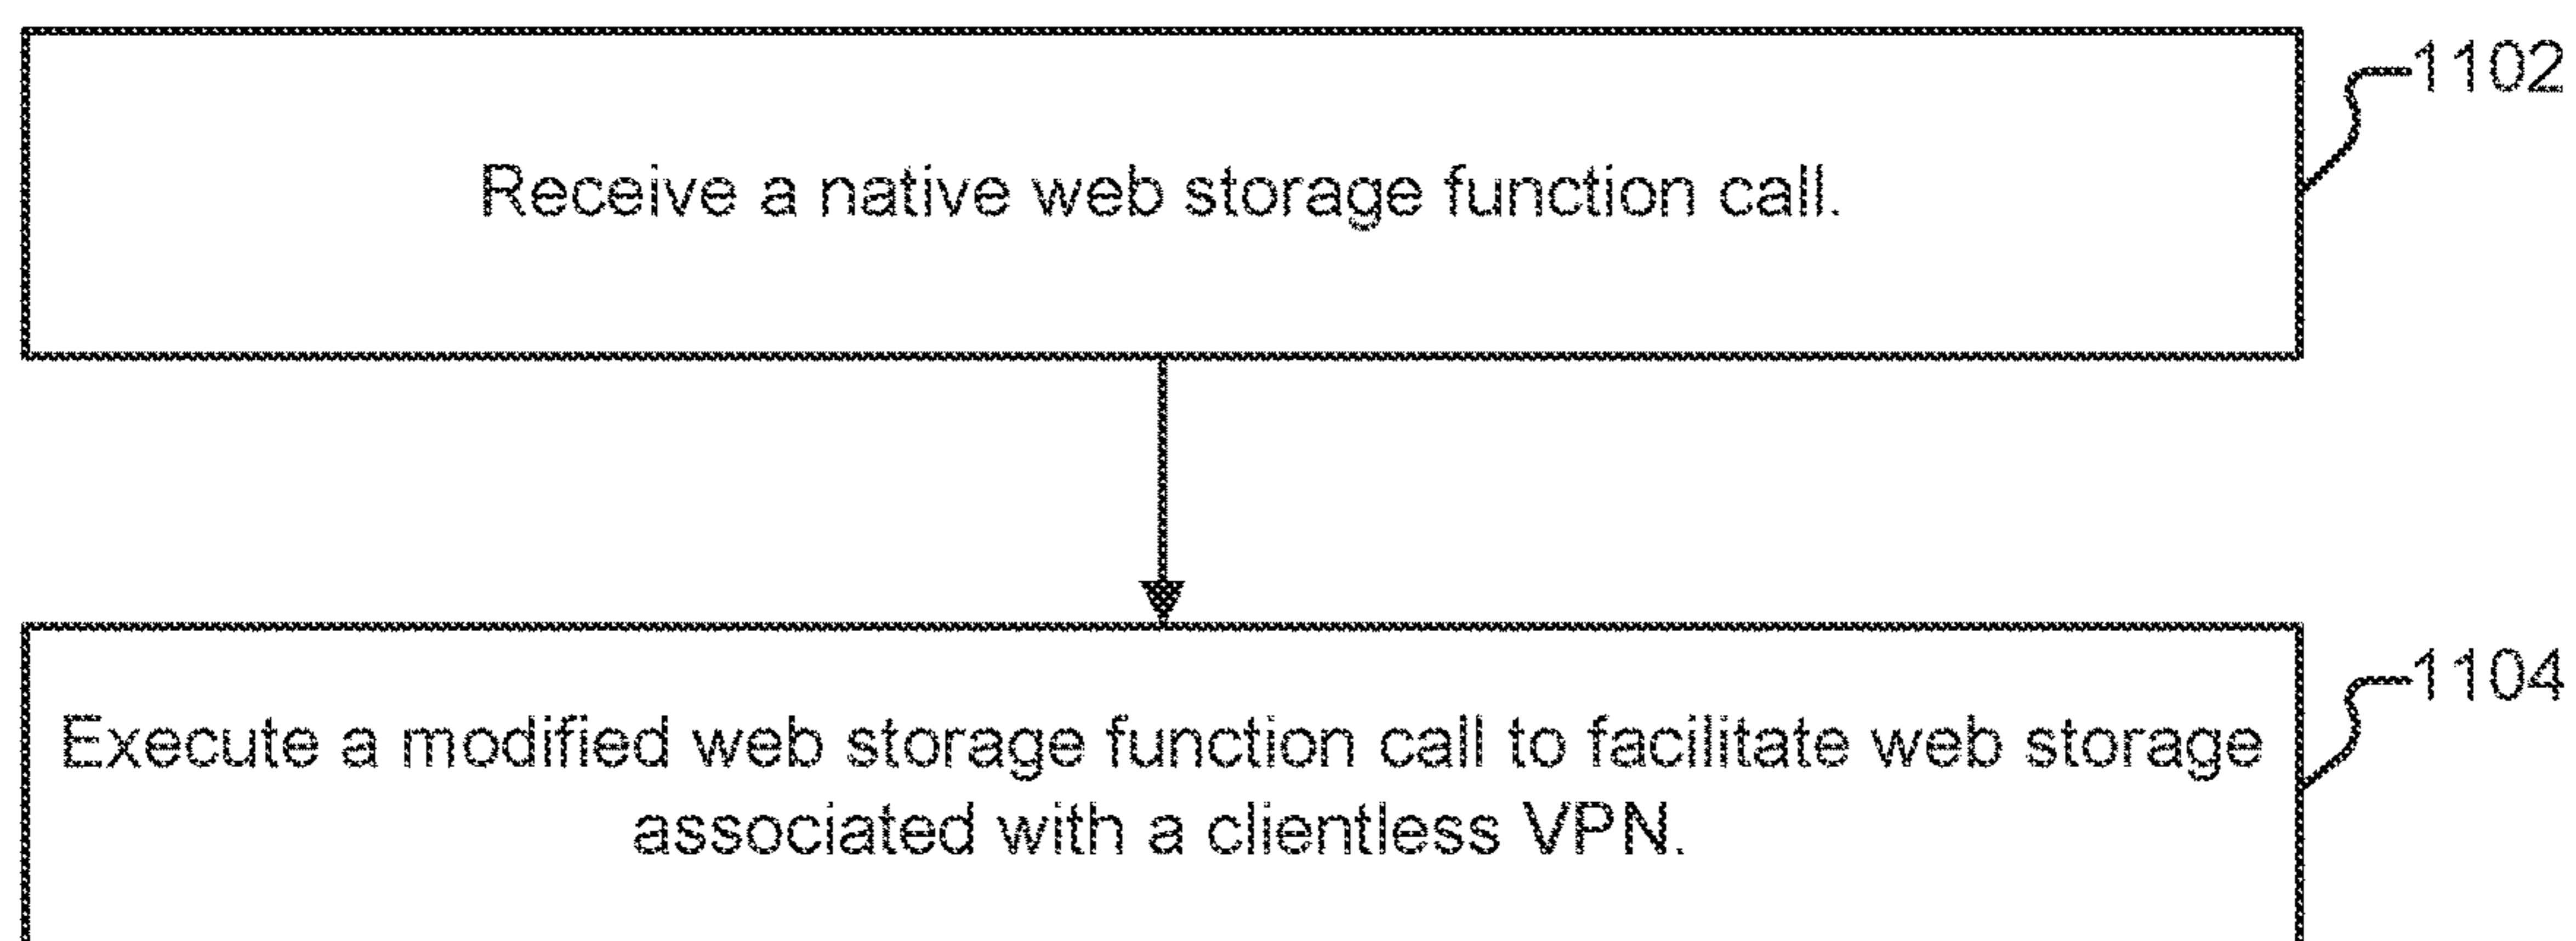 Receive a native web storage function call.
1102
Execute a modified web storage function call to facilitate web storage
associated with a clientless VPN.
1104